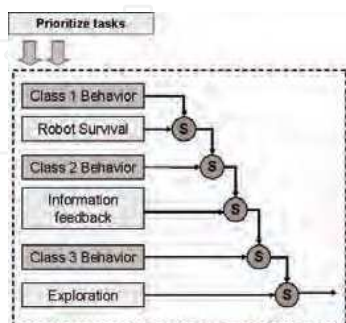 Prioritize tasks
Class 1 Behavior
S
Robot Survival
S
Class 2 Behavior
Information
feedback
S
Class 3 Behavior
S
Exploration
S